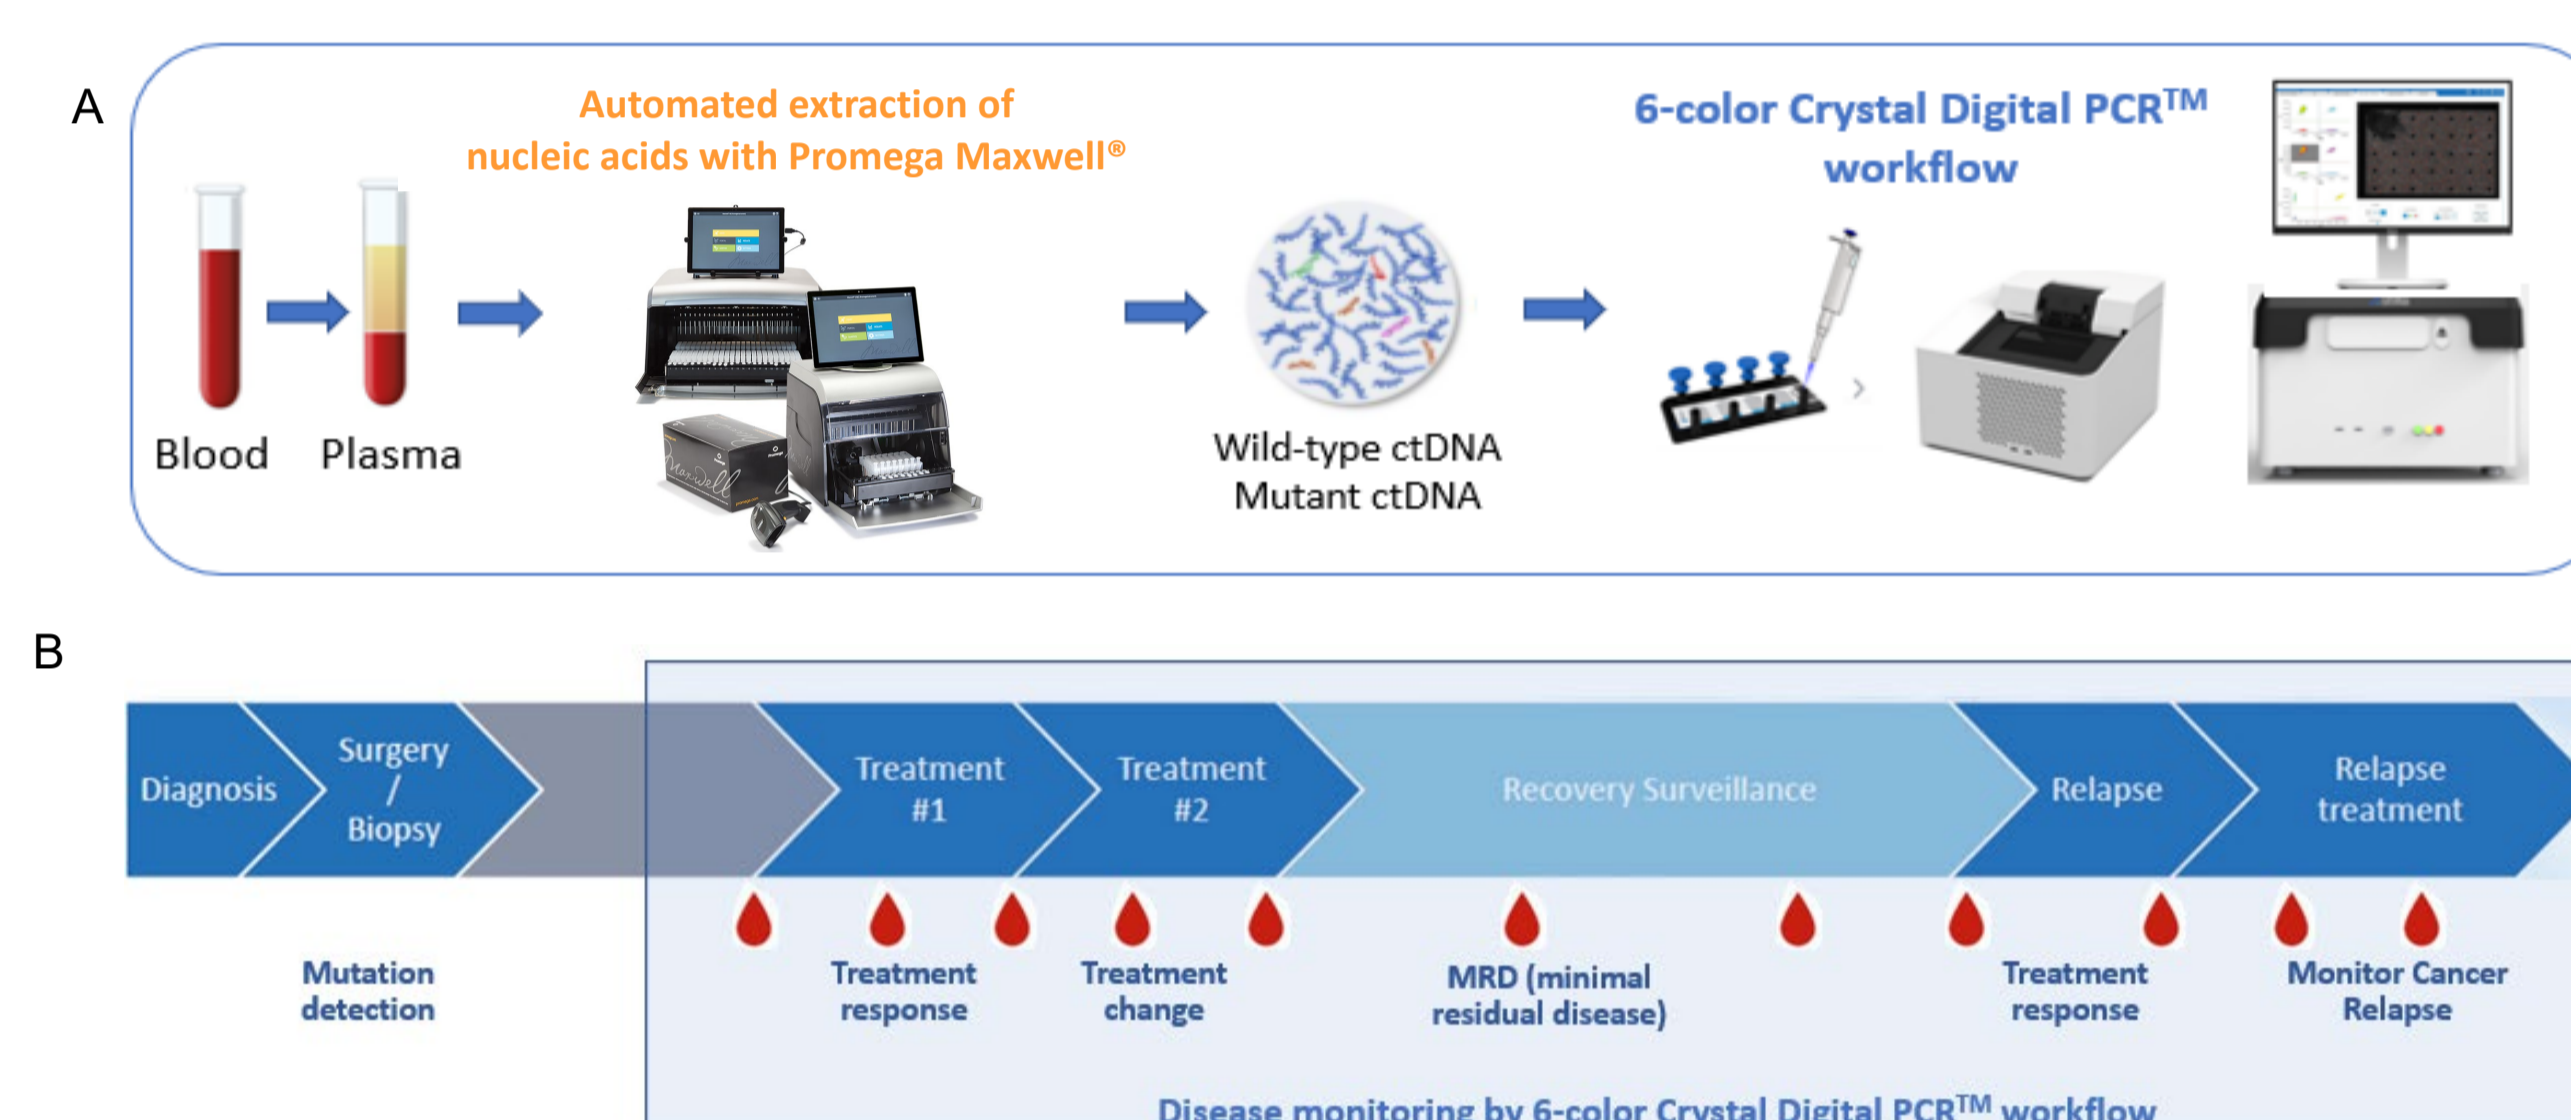 A
Automated extraction of
nucleic acids with Promega Maxwell®
6-color Crystal Digital PCR™
workflow
Blood
Plasma
Maxwell
Wild-type ctDNA
Mutant ctDNA
B
Diagnosis
Surgery
/
Biopsy
Treatment
#1
Treatment
#2
Recovery Surveillance
Relapse
Relapse
treatment
Mutation
detection
Treatment
response
Treatment
change
MRD (minimal
residual disease)
Treatment
response
Monitor Cancer
Relapse
Disease monitoring by 6-color Crystal Digital PCR™ workflow